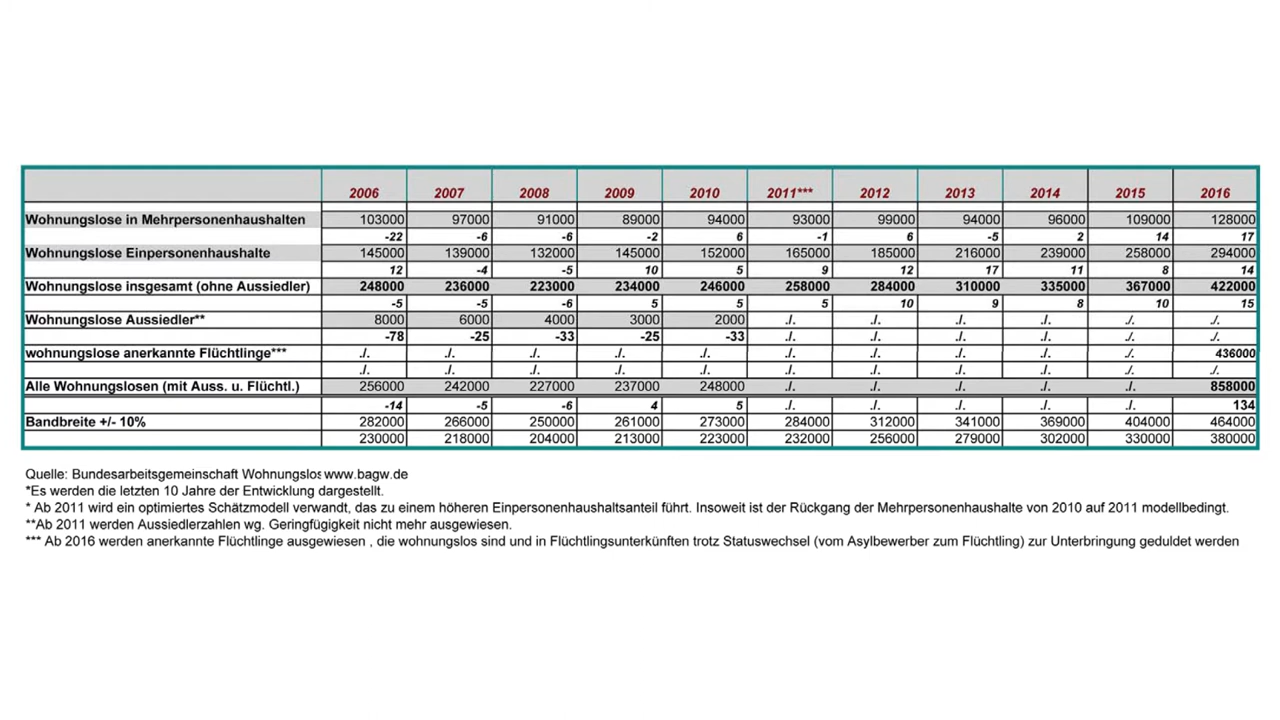 2006 2007 2008 2009 2010 2011*** 2012 2013 2014 2015 2016
Wohnungslose in Mehrpersonenhaushalten 103000 97000 91000 89000 94000 93000 99000 94000 96000 109000 128000
-22 -6 -6 -2 6 -1 6 -5 2 14 17
Wohnungslose Einpersonenhaushalte 145000 139000 132000 145000 152000 165000 185000 216000 239000 258000 294000
12 -4 -5 10 5 9 12 17 11 8 14
Wohnungslose insgesamt (ohne Aussiedler) 248000 236000 223000 234000 246000 258000 284000 310000 335000 367000 422000
-5 -5 -6 5 5 5 10 9 8 10 15
Wohnungslose Aussiedler** 8000 6000 4000 3000 2000 ./. ./. ./. ./. ./. ./.
-78 -25 -33 -25 -33 ./. ./. ./. ./. ./. ./.
wohnungslose anerkannte Flüchtlinge*** ./. ./. ./. ./. ./. ./. ./. ./. ./. ./. 436000
./. ./. ./. ./. ./. ./. ./. ./. ./. ./. ./.
Alle Wohnungslosen (mit Auss. u. Flüchtl.) 256000 242000 227000 237000 248000 ./. ./. ./. ./. ./. 858000
-14 -5 -6 4 5 ./. ./. ./. ./. ./. 134
Bandbreite +/- 10% 282000 266000 250000 261000 273000 284000 312000 341000 369000 404000 464000
230000 218000 204000 213000 223000 232000 256000 279000 302000 330000 380000
Quelle: Bundesarbeitsgemeinschaft Wohnungslos www.bagw.de
*Es werden die letzten 10 Jahre der Entwicklung dargestellt.
* Ab 2011 wird ein optimiertes Schätzmodell verwandt, das zu einem höheren Einpersonenhaushaltsanteil führt. Insoweit ist der Rückgang der Mehrpersonenhaushalte von 2010 auf 2011 modellbedingt.
**Ab 2011 werden Aussiedlerzahlen wg. Geringfügigkeit nicht mehr ausgewiesen.
*** Ab 2016 werden anerkannte Flüchtlinge ausgewiesen , die wohnungslos sind und in Flüchtlingsunterkünften trotz Statuswechsel (vom Asylbewerber zum Flüchtling) zur Unterbringung geduldet werden